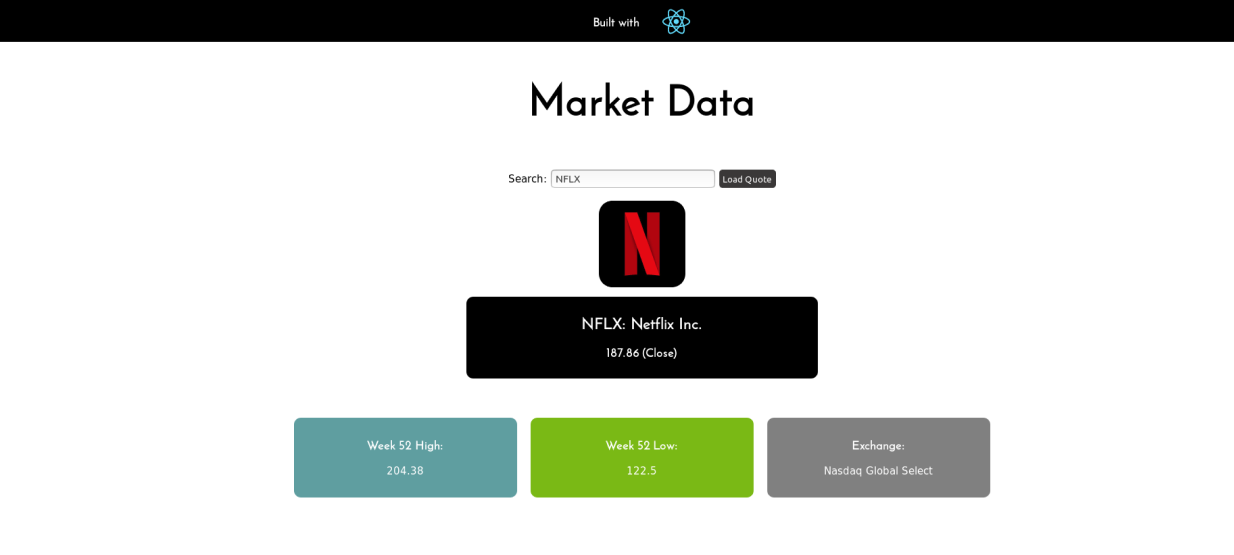 Built with
Market Data
Search: NFLX Load Quote
N
NFLX: Netflix Inc.
187.86 (Close)
Week 52 High:
204.38
Week 52 Low:
122.5
Exchange:
Nasdaq Global Select